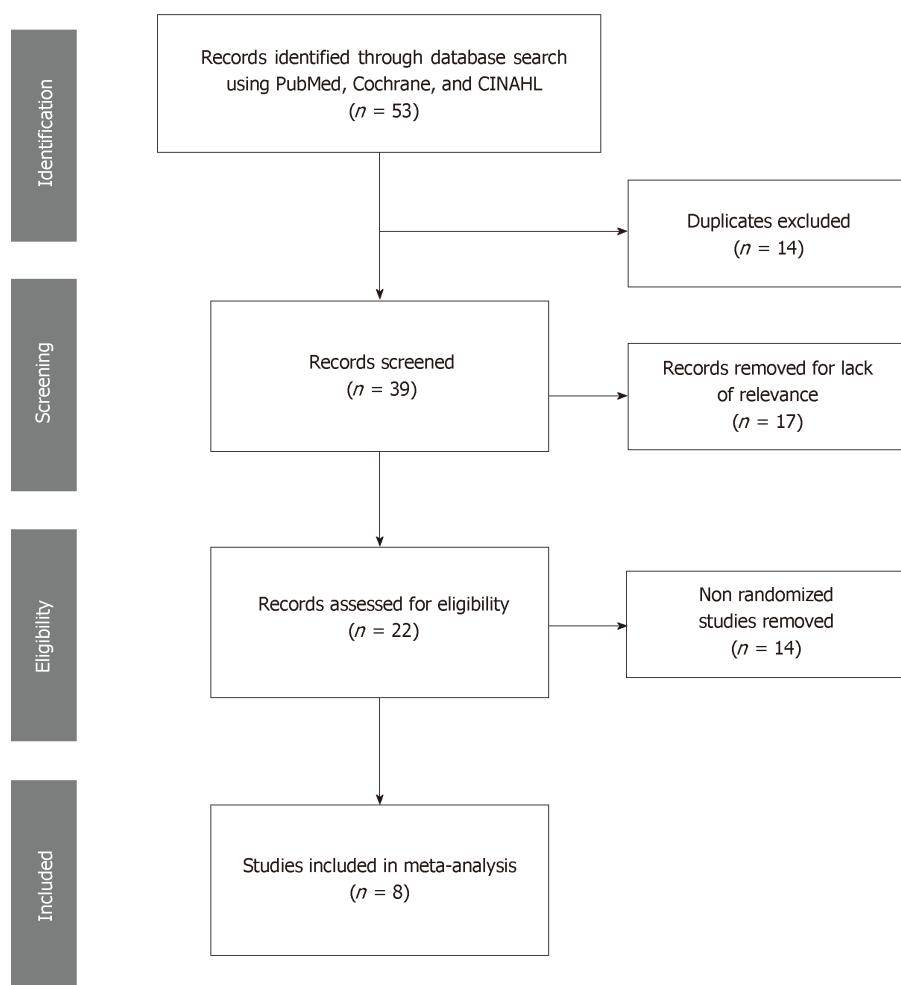 Identification
Records identified through database search
using PubMed, Cochrane, and CINAHL
(n = 53)
Duplicates excluded
(n = 14)
Screening
Records screened
(n = 39)
Records removed for lack
of relevance
(n = 17)
Eligibility
Records assessed for eligibility
(n = 22)
Non randomized
studies removed
(n = 14)
Included
Studies included in meta-analysis
(n = 8)